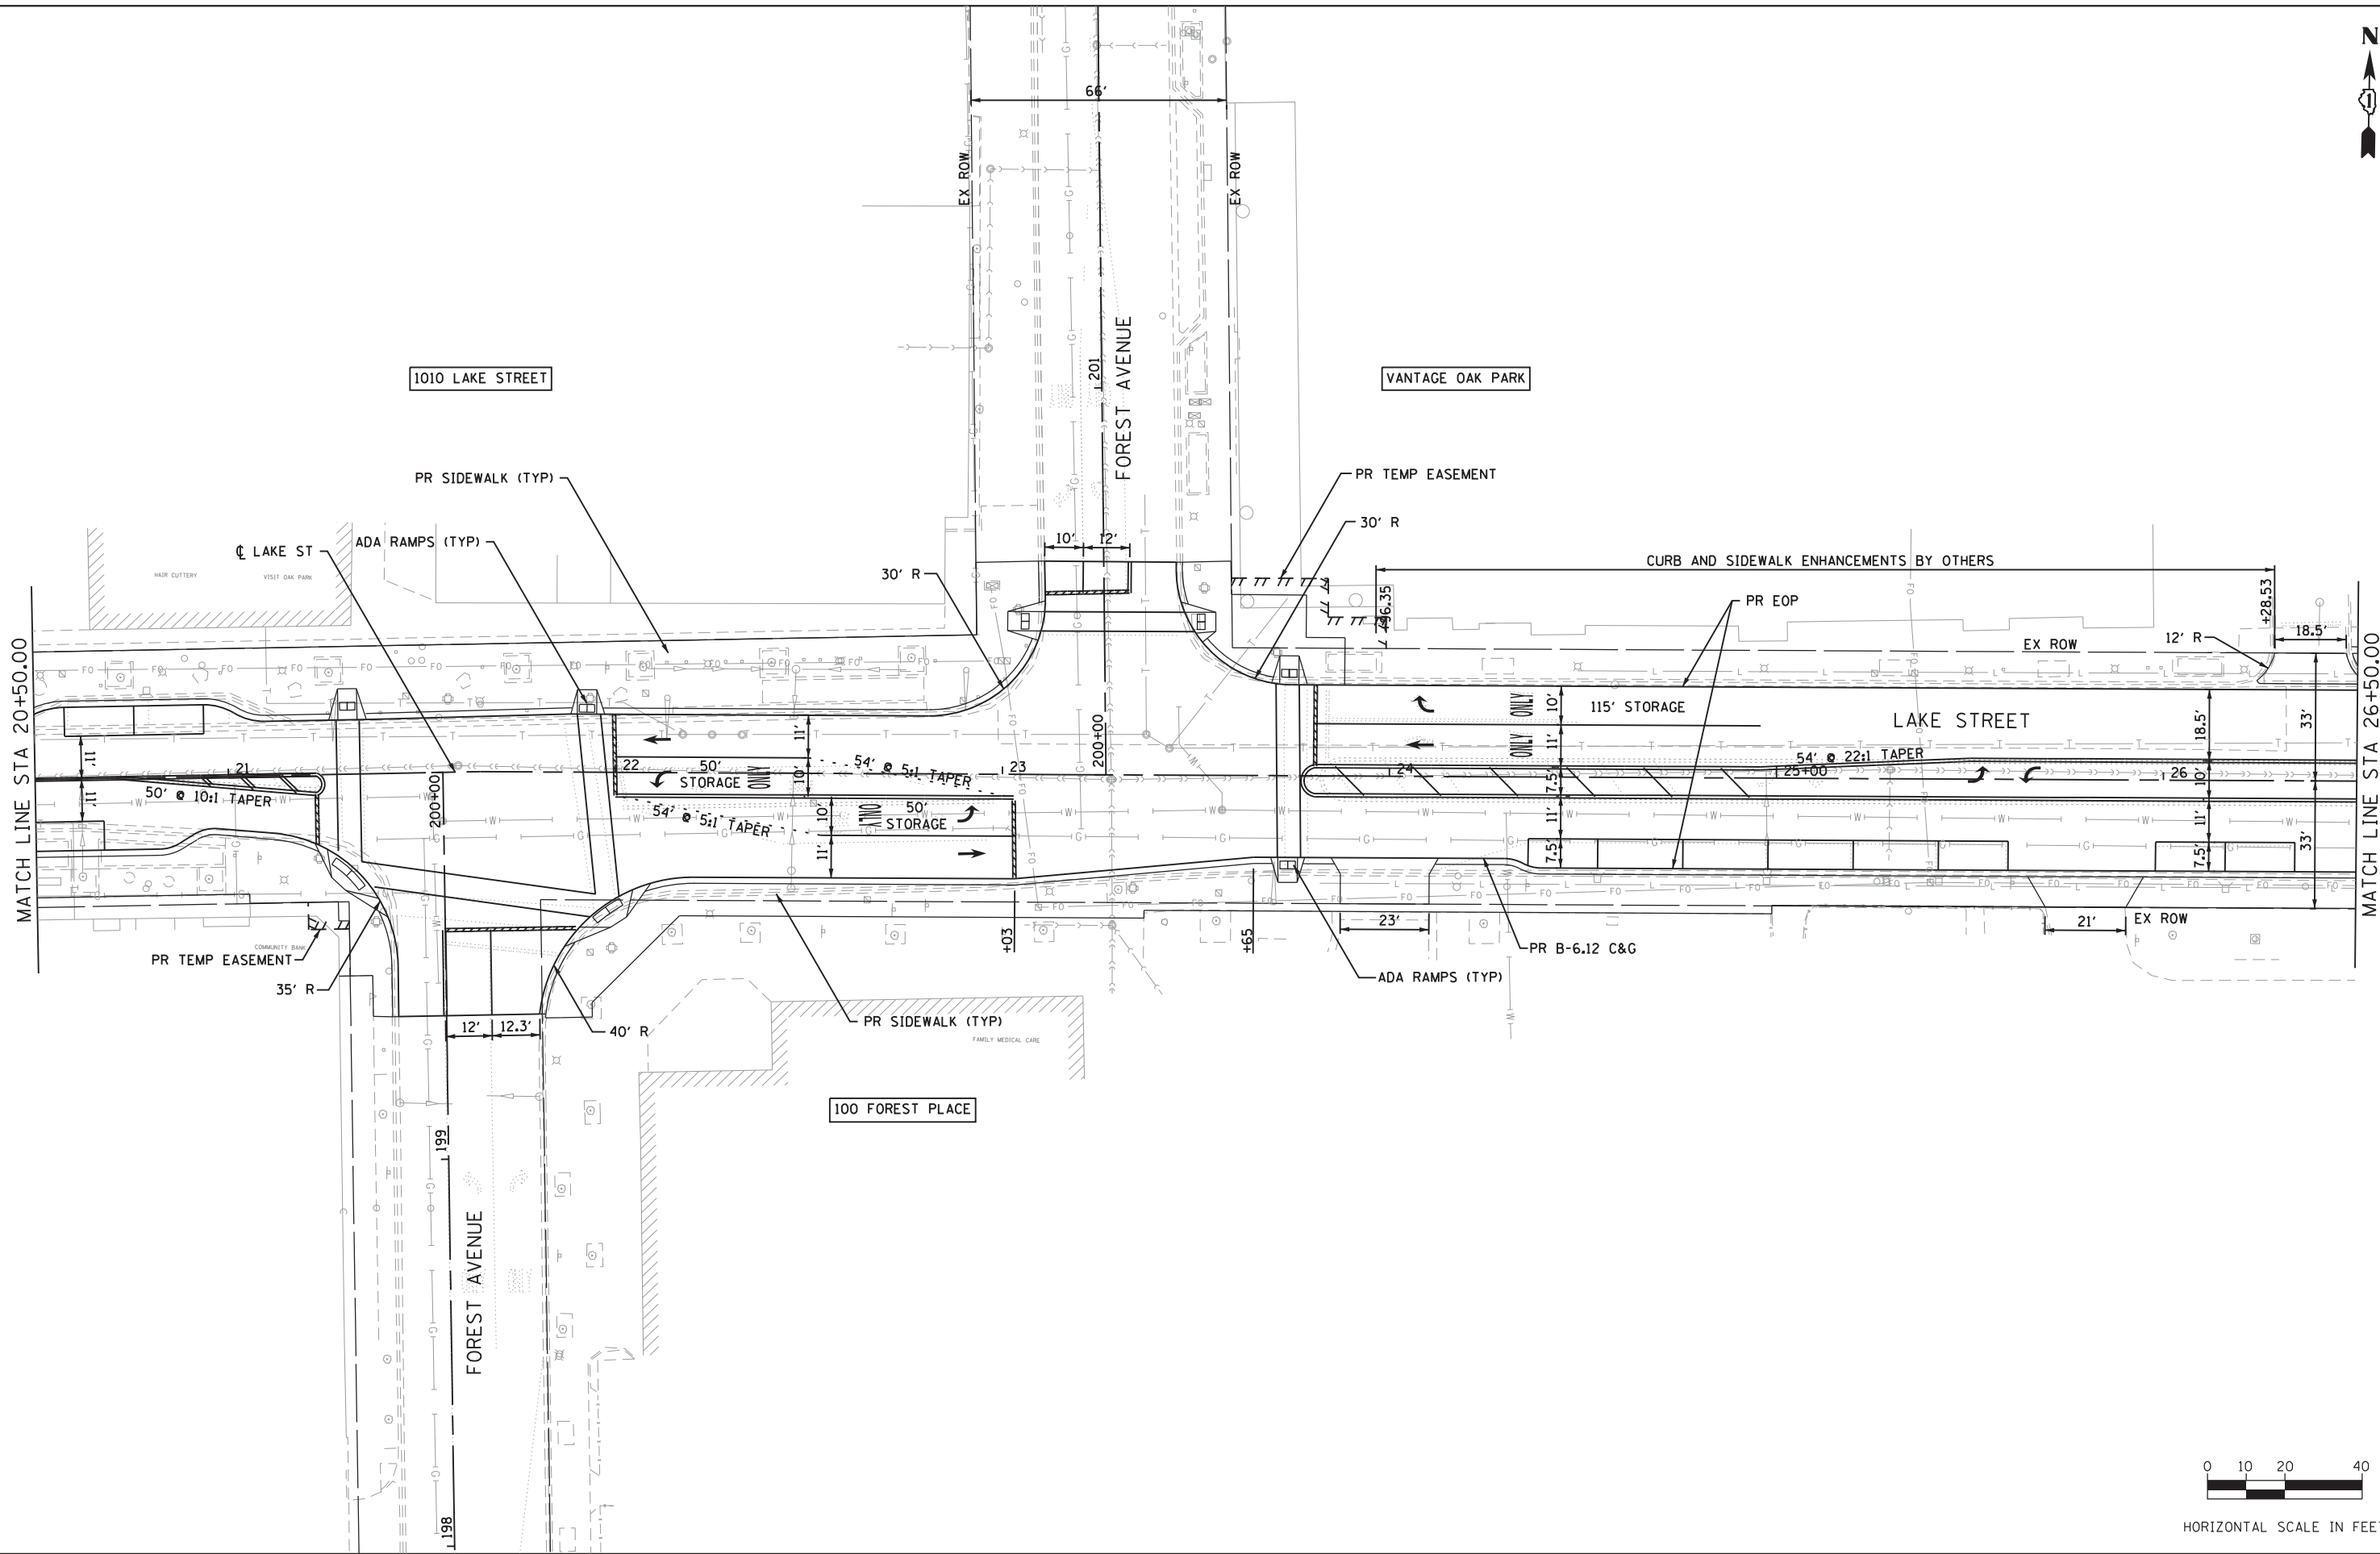 N
1
66'
EX ROW
EX ROW
201
FOREST AVENUE
1010 LAKE STREET
VANTAGE OAK PARK
PR SIDEWALK (TYP)
PR TEMP EASEMENT
ADA RAMPS (TYP)
30' R
℄ LAKE ST
HAIR CUTTERY
VISIT OAK PARK
10'
12'
30' R
CURB AND SIDEWALK ENHANCEMENTS BY OTHERS
+96.35
+28.53
PR EOP
12' R
18.5'
EX ROW
MATCH LINE STA 20+50.00
MATCH LINE STA 26+50.00
11'
11'
21
50' @ 10:1 TAPER
200+00
22
50'
STORAGE
ONLY
11'
10'
54' @ 5:1 TAPER
23
54' @ 5:1 TAPER
10'
11'
ONLY
50'
STORAGE
200+00
ONLY
ONLY
10'
115' STORAGE
11'
LAKE STREET
18.5'
33'
7.5'
24
54' @ 22:1 TAPER
25+00
26
10'
11'
11'
7.5'
7.5'
33'
COMMUNITY BANK
PR TEMP EASEMENT
35' R
12'
12.3'
40' R
PR SIDEWALK (TYP)
FAMILY MEDICAL CARE
+03
+65
23'
PR B-6.12 C&G
ADA RAMPS (TYP)
21'
EX ROW
100 FOREST PLACE
199
FOREST AVENUE
198
0 10 20 40
HORIZONTAL SCALE IN FEET